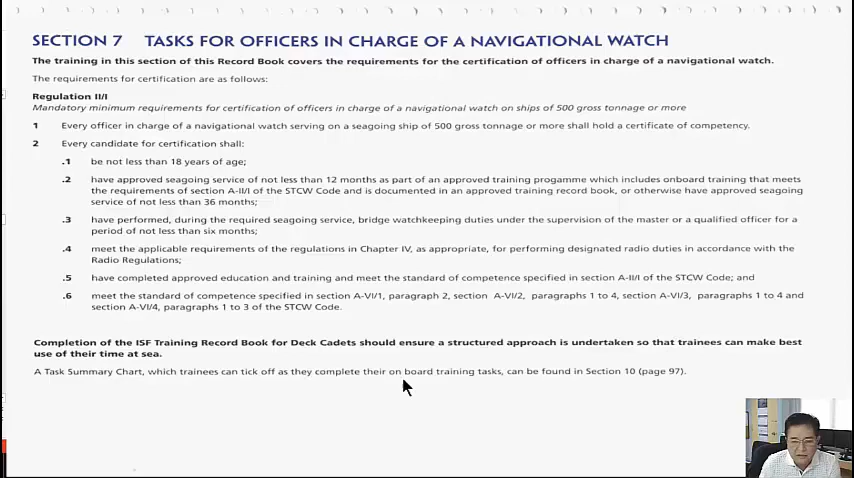 SECTION 7 TASKS FOR OFFICERS IN CHARGE OF A NAVIGATIONAL WATCH
The training in this section of this Record Book covers the requirements for the certification of officers in charge of a navigational watch.
The requirements for certification are as follows:
Regulation II/I
Mandatory minimum requirements for certification of officers in charge of a navigational watch on ships of 500 gross tonnage or more
1 Every officer in charge of a navigational watch serving on a seagoing ship of 500 gross tonnage or more shall hold a certificate of competency.
2 Every candidate for certification shall:
.1 be not less than 18 years of age;
.2 have approved seagoing service of not less than 12 months as part of an approved training progamme which includes onboard training that meets
the requirements of section A-II/I of the STCW Code and is documented in an approved training record book, or otherwise have approved seagoing
service of not less than 36 months;
.3 have performed, during the required seagoing service, bridge watchkeeping duties under the supervision of the master or a qualified officer for a
period of not less than six months;
.4 meet the applicable requirements of the regulations in Chapter IV, as appropriate, for performing designated radio duties in accordance with the
Radio Regulations;
.5 have completed approved education and training and meet the standard of competence specified in section A-II/I of the STCW Code; and
.6 meet the standard of competence specified in section A-VI/1, paragraph 2, section A-VI/2, paragraphs 1 to 4, section A-VI/3, paragraphs 1 to 4 and
section A-VI/4, paragraphs 1 to 3 of the STCW Code.
Completion of the ISF Training Record Book for Deck Cadets should ensure a structured approach is undertaken so that trainees can make best
use of their time at sea.
A Task Summary Chart, which trainees can tick off as they complete their on board training tasks, can be found in Section 10 (page 97).